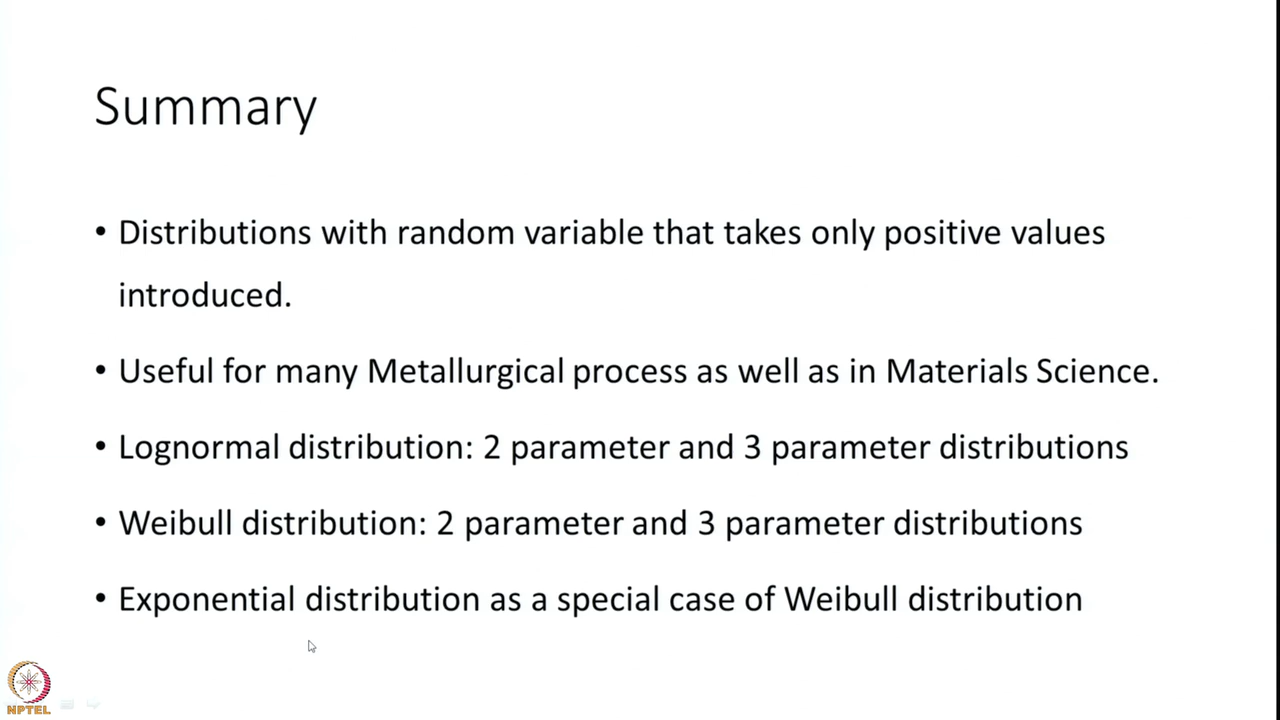 Summary
• Distributions with random variable that takes only positive values
introduced.
• Useful for many Metallurgical process as well as in Materials Science.
• Lognormal distribution: 2 parameter and 3 parameter distributions
• Weibull distribution: 2 parameter and 3 parameter distributions
• Exponential distribution as a special case of Weibull distribution
NPTEL